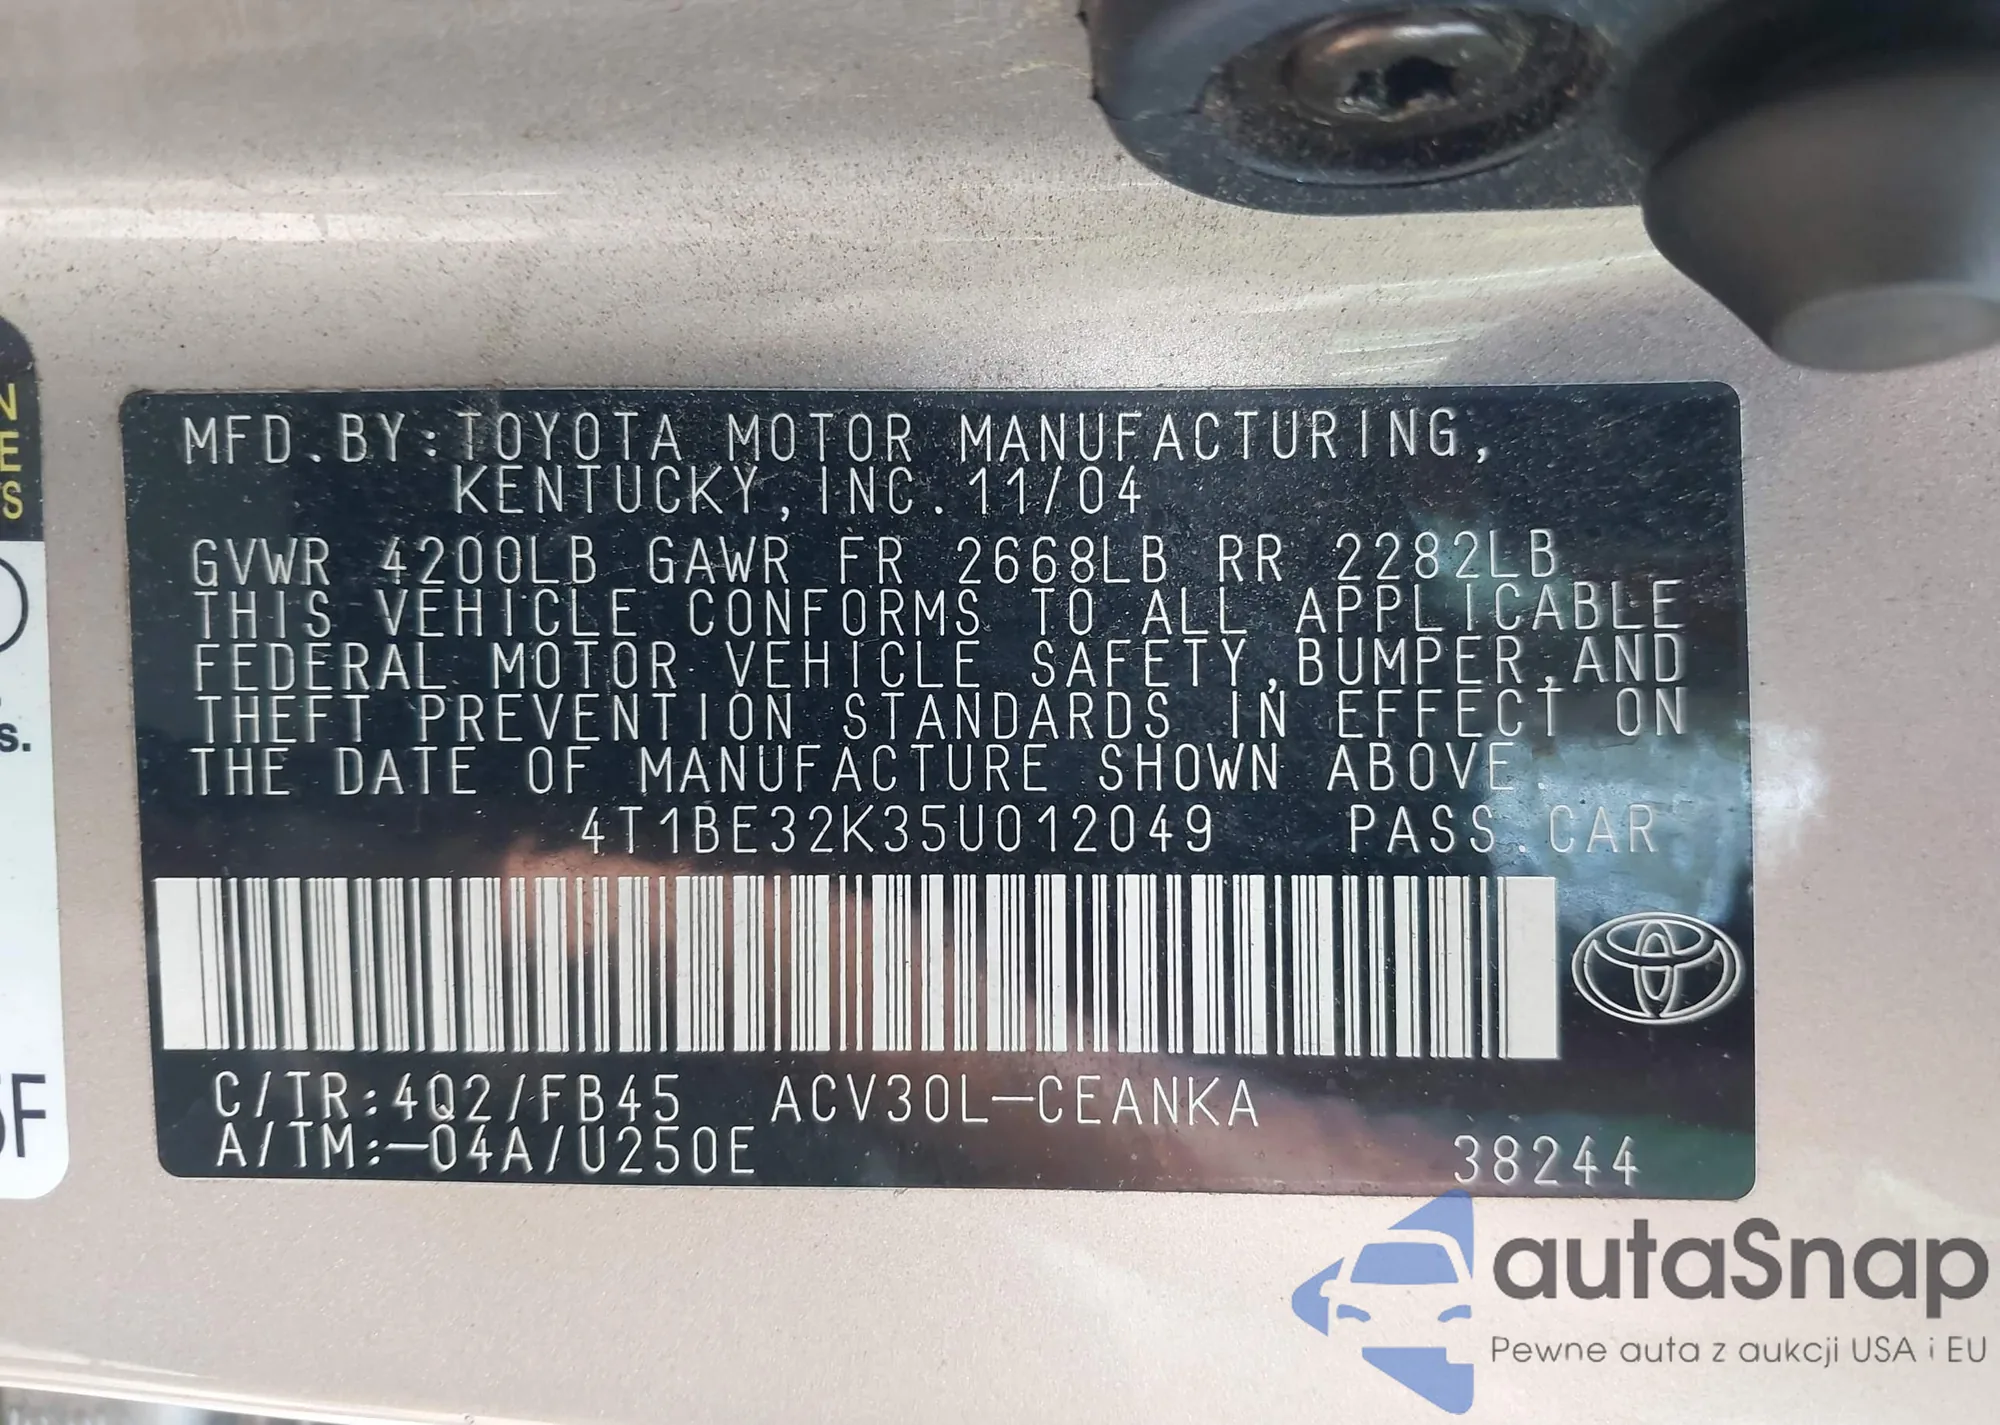 MFD.BY:TOYOTA MOTOR MANUFACTURING,
KENTUCKY,INC.11/04
GVWR 4200LB GAWR FR 2668LB RR 2282LB
THIS VEHICLE CONFORMS TO ALL APPLICABLE
FEDERAL MOTOR VEHICLE SAFETY,BUMPER,AND
THEFT PREVENTION STANDARDS IN EFFECT ON
THE DATE OF MANUFACTURE SHOWN ABOVE.
4T1BE32K35U012049 PASS.CAR
C/TR:4Q2/FB45 ACV30L-CEANKA
A/TM:-04A/U250E
38244
autaSnap
Pewne auta z aukcji USA i EU